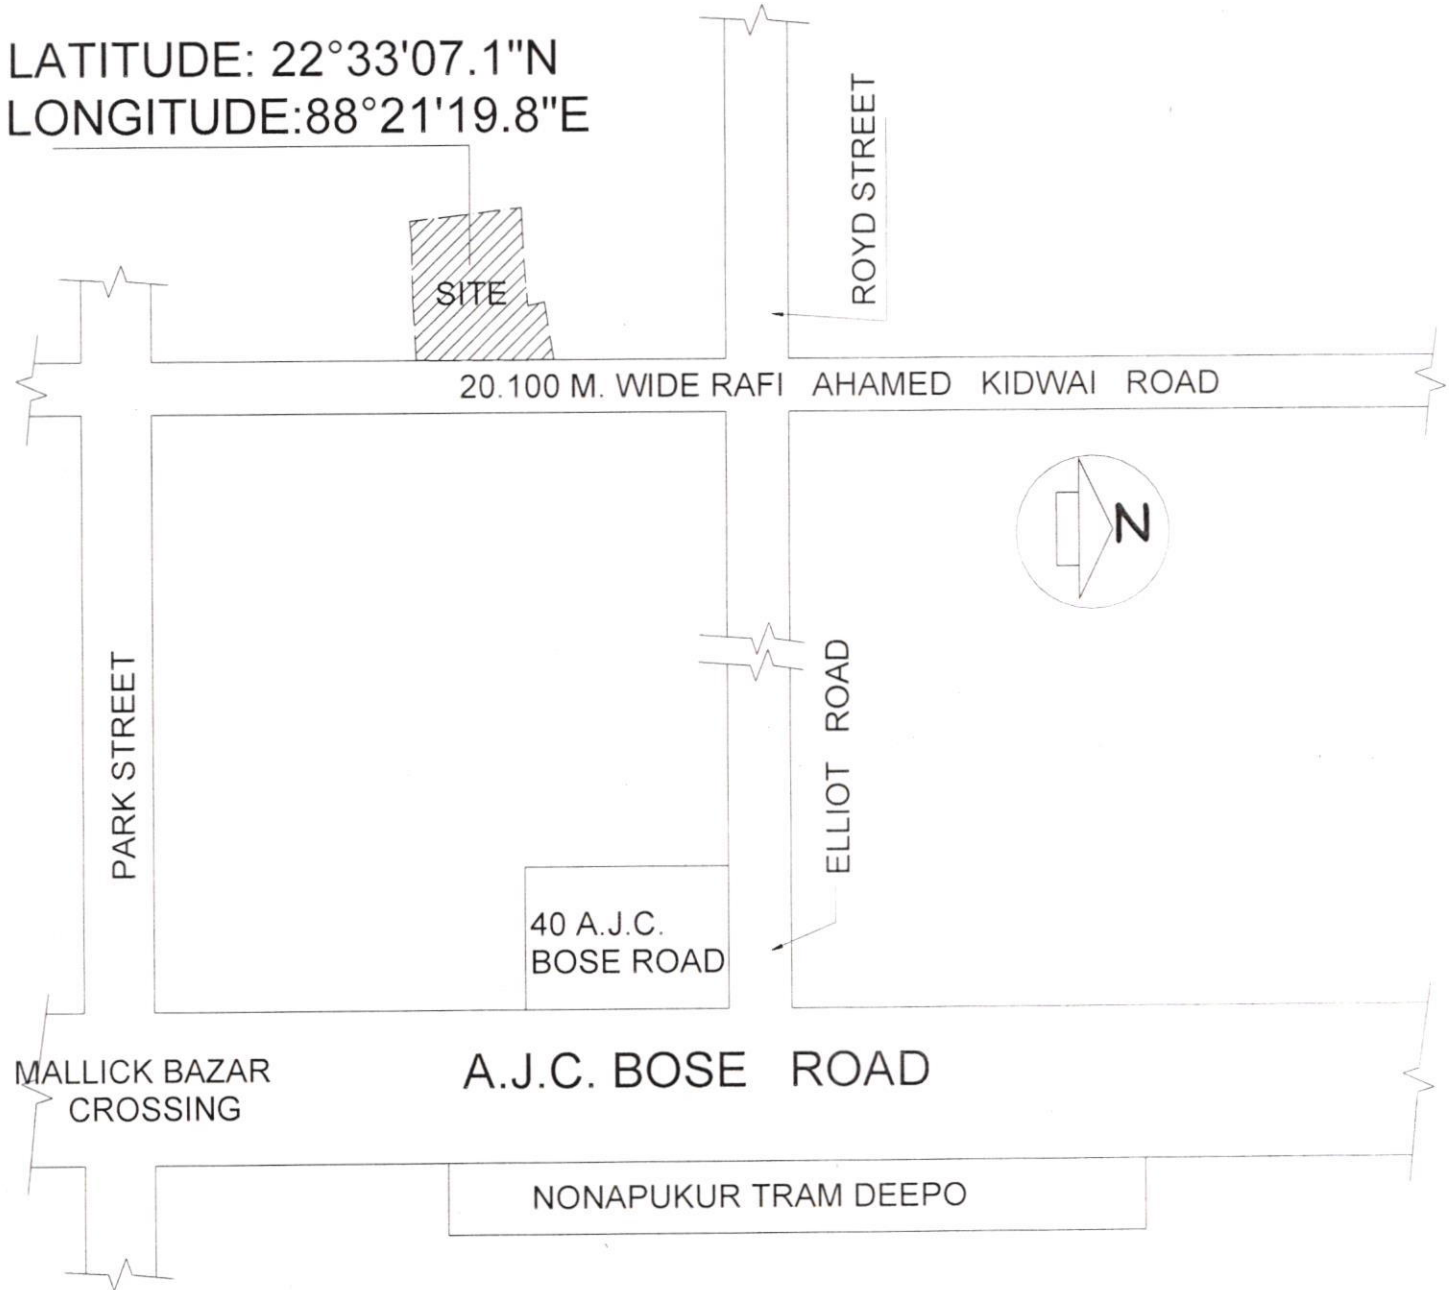 LATITUDE: 22°33'07.1"N
LONGITUDE:88°21'19.8"E
ROYD STREET
SITE
20.100 M. WIDE RAFI AHAMED KIDWAI ROAD
N
PARK STREET
ELLIOT ROAD
40 A.J.C.
BOSE ROAD
MALLICK BAZAR
CROSSING
A.J.C. BOSE ROAD
NONAPUKUR TRAM DEEPO